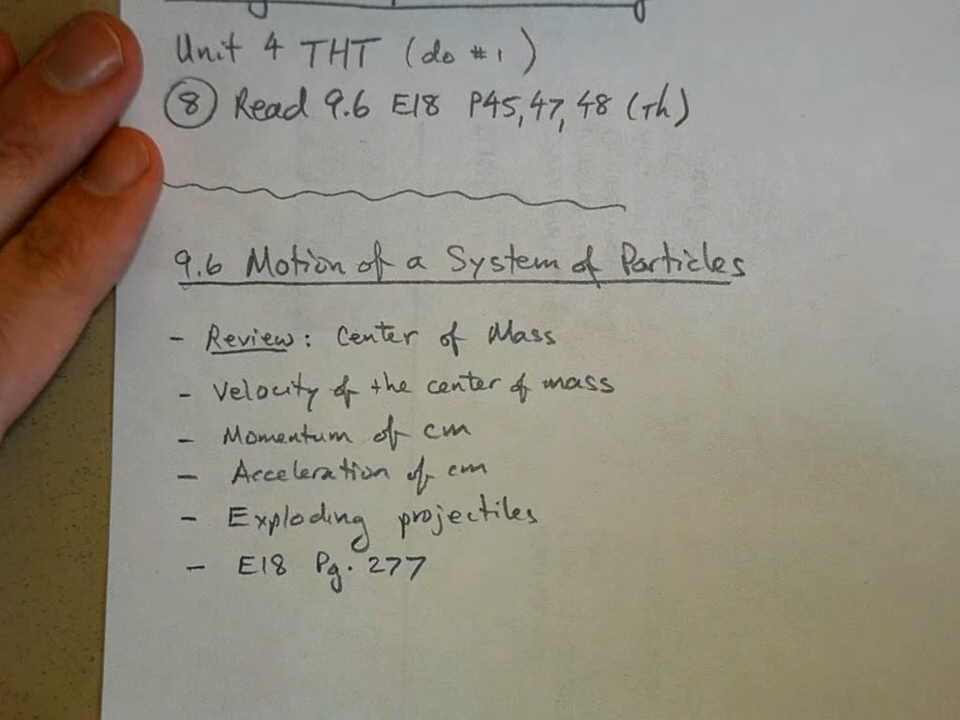 Unit 4 THT (do #1)
8 Read 9.6 E18 P45,47,48 (Th)
9.6 Motion of a System of Particles
- Review: Center of Mass
- Velocity of the center of mass
- Momentum of cm
- Acceleration of cm
- Exploding projectiles
- E18 Pg. 277